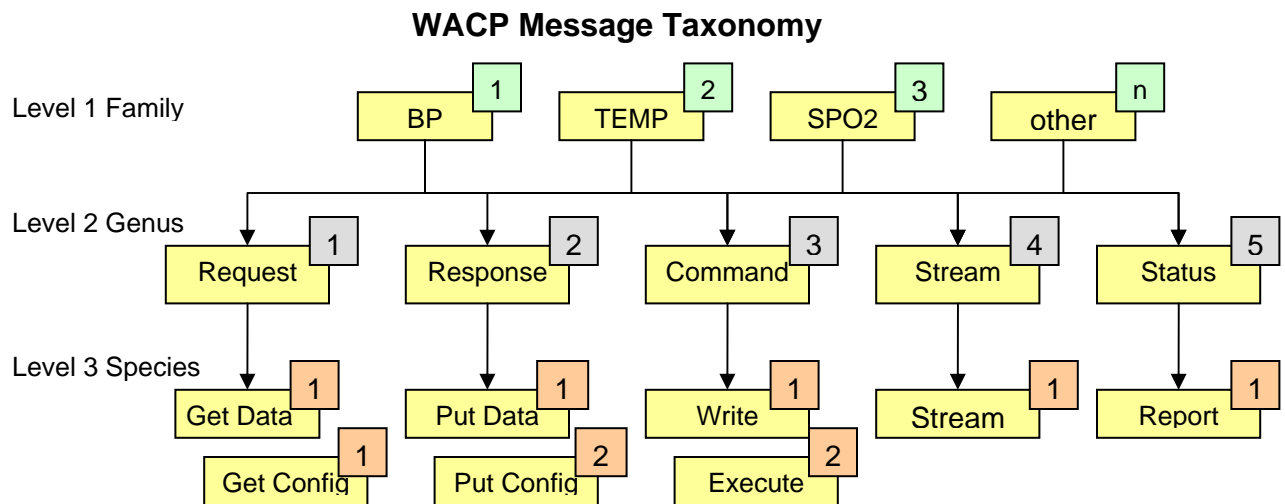 WACP Message Taxonomy
Level 1 Family
BP
1
TEMP
2
SPO2
3
other
n
Level 2 Genus
Request
1
Response
2
Command
3
Stream
4
Status
5
Level 3 Species
Get Data
1
Put Data
1
Write
1
Stream
1
Report
1
Get Config
1
Put Config
2
Execute
2